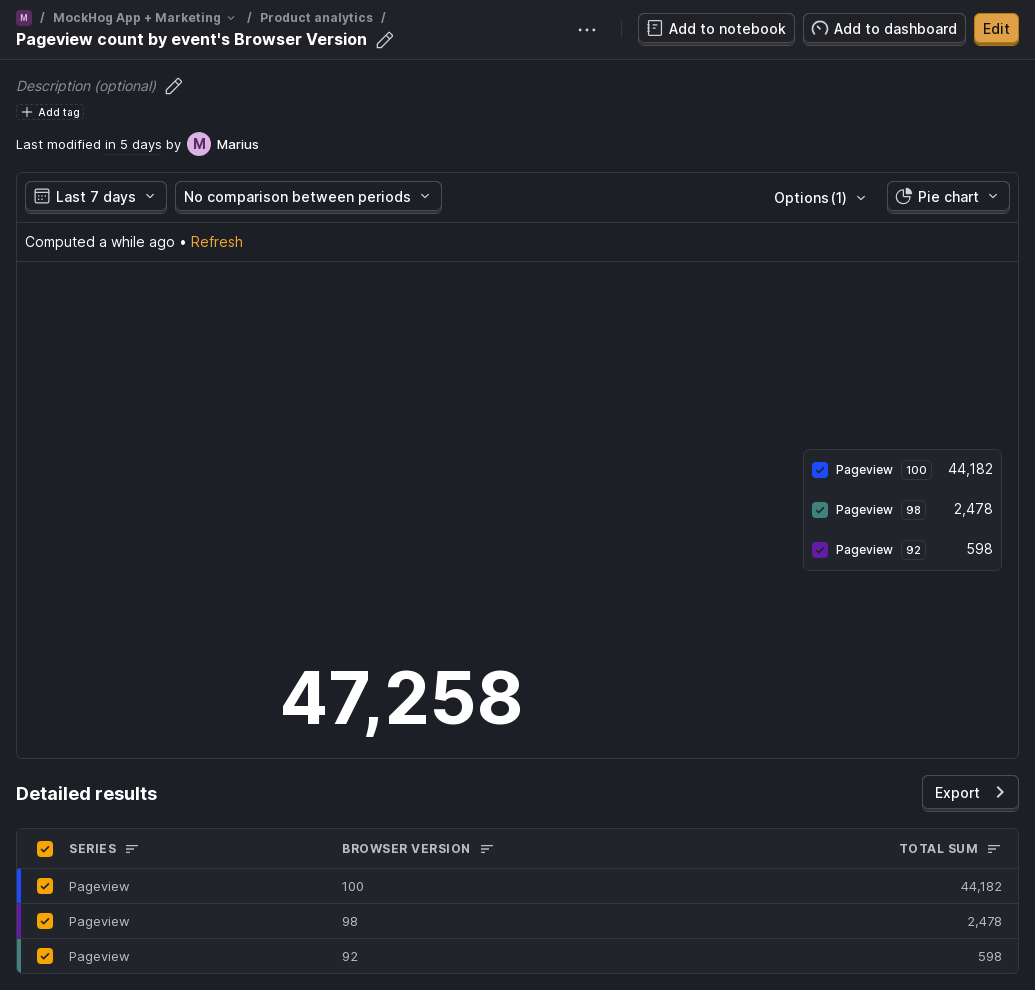 M / MockHog App + Marketing / Product analytics /
Pageview count by event's Browser Version
Add to notebook
Add to dashboard
Edit
Description (optional)
Add tag
Last modified in 5 days by M Marius
Last 7 days
No comparison between periods
Options (1)
Pie chart
Computed a while ago • Refresh
Pageview 100 44,182
Pageview 98 2,478
Pageview 92 598
47,258
Detailed results
Export
SERIES BROWSER VERSION TOTAL SUM
Pageview 100 44,182
Pageview 98 2,478
Pageview 92 598